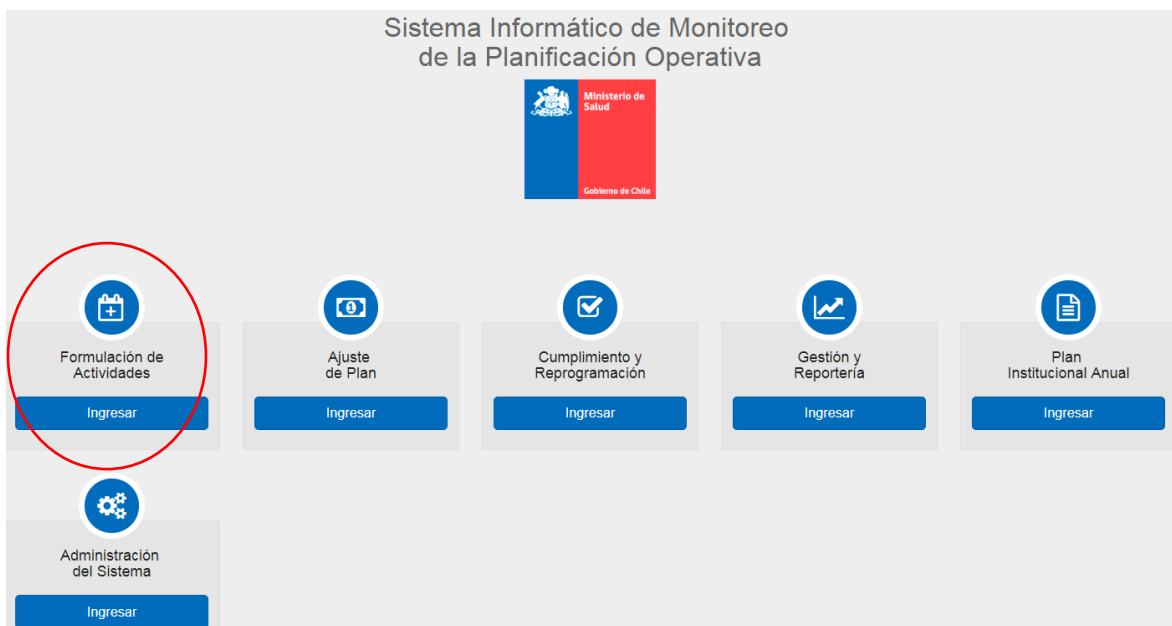 Sistema Informático de Monitoreo
de la Planificación Operativa
Ministerio de
Salud
Gobierno de Chile
Formulación de
Actividades
Ingresar
Ajuste
de Plan
Ingresar
Cumplimiento y
Reprogramación
Ingresar
Gestión y
Reportería
Ingresar
Plan
Institucional Anual
Ingresar
Administración
del Sistema
Ingresar